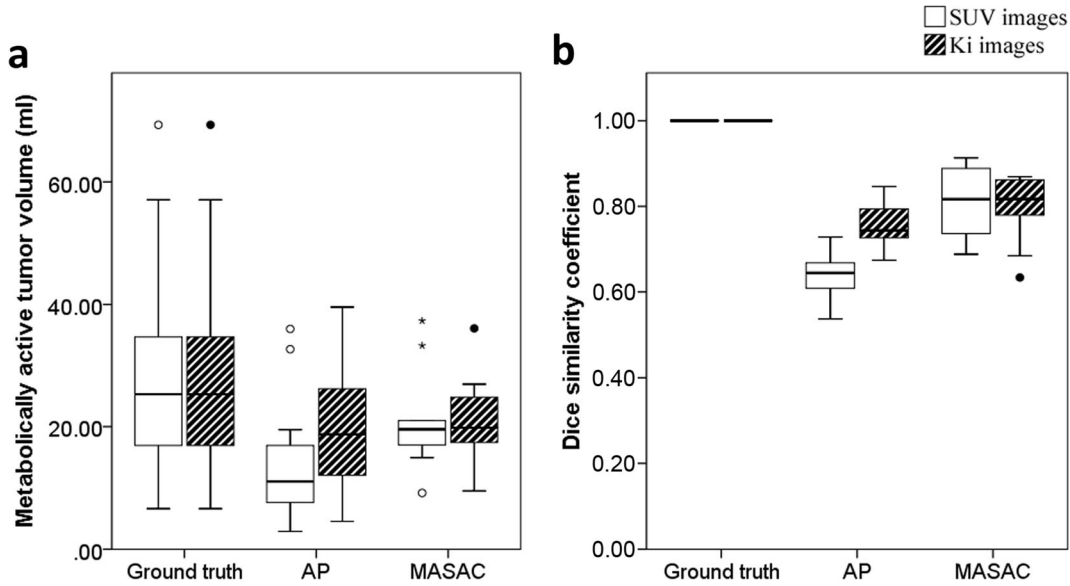 SUV images
Ki images
a
b
Metabolically active tumor volume (ml)
60.00
40.00
20.00
.00
Ground truth
AP
MASAC
Dice similarity coefficient
1.00
0.80
0.60
0.40
0.20
0.00
Ground truth
AP
MASAC